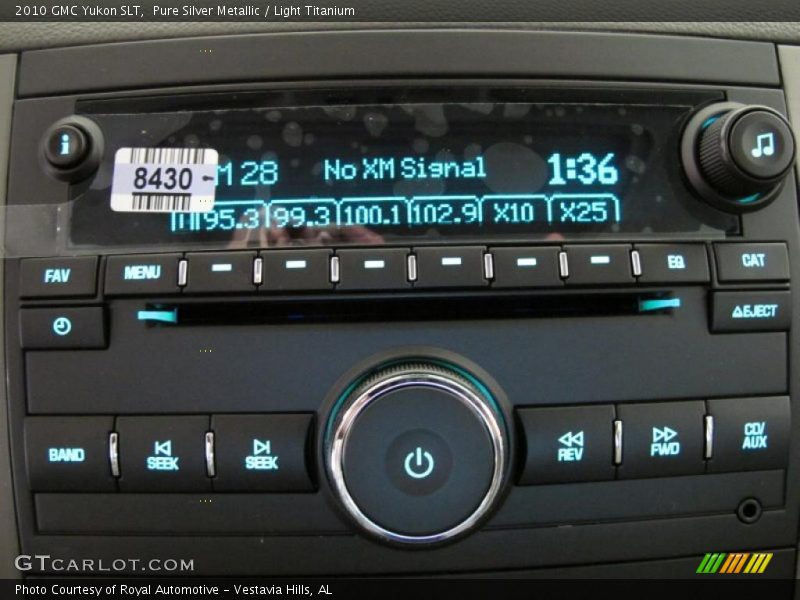 2010 GMC Yukon SLT, Pure Silver Metallic / Light Titanium
i
8430
M 28 No XM Signal 1:36
95.3 99.3 100.1 102.9 X10 X25
FAV MENU EQ CAT
EJECT
BAND SEEK SEEK REV FWD CD/AUX
GTCARLOT.COM
Photo Courtesy of Royal Automotive - Vestavia Hills, AL